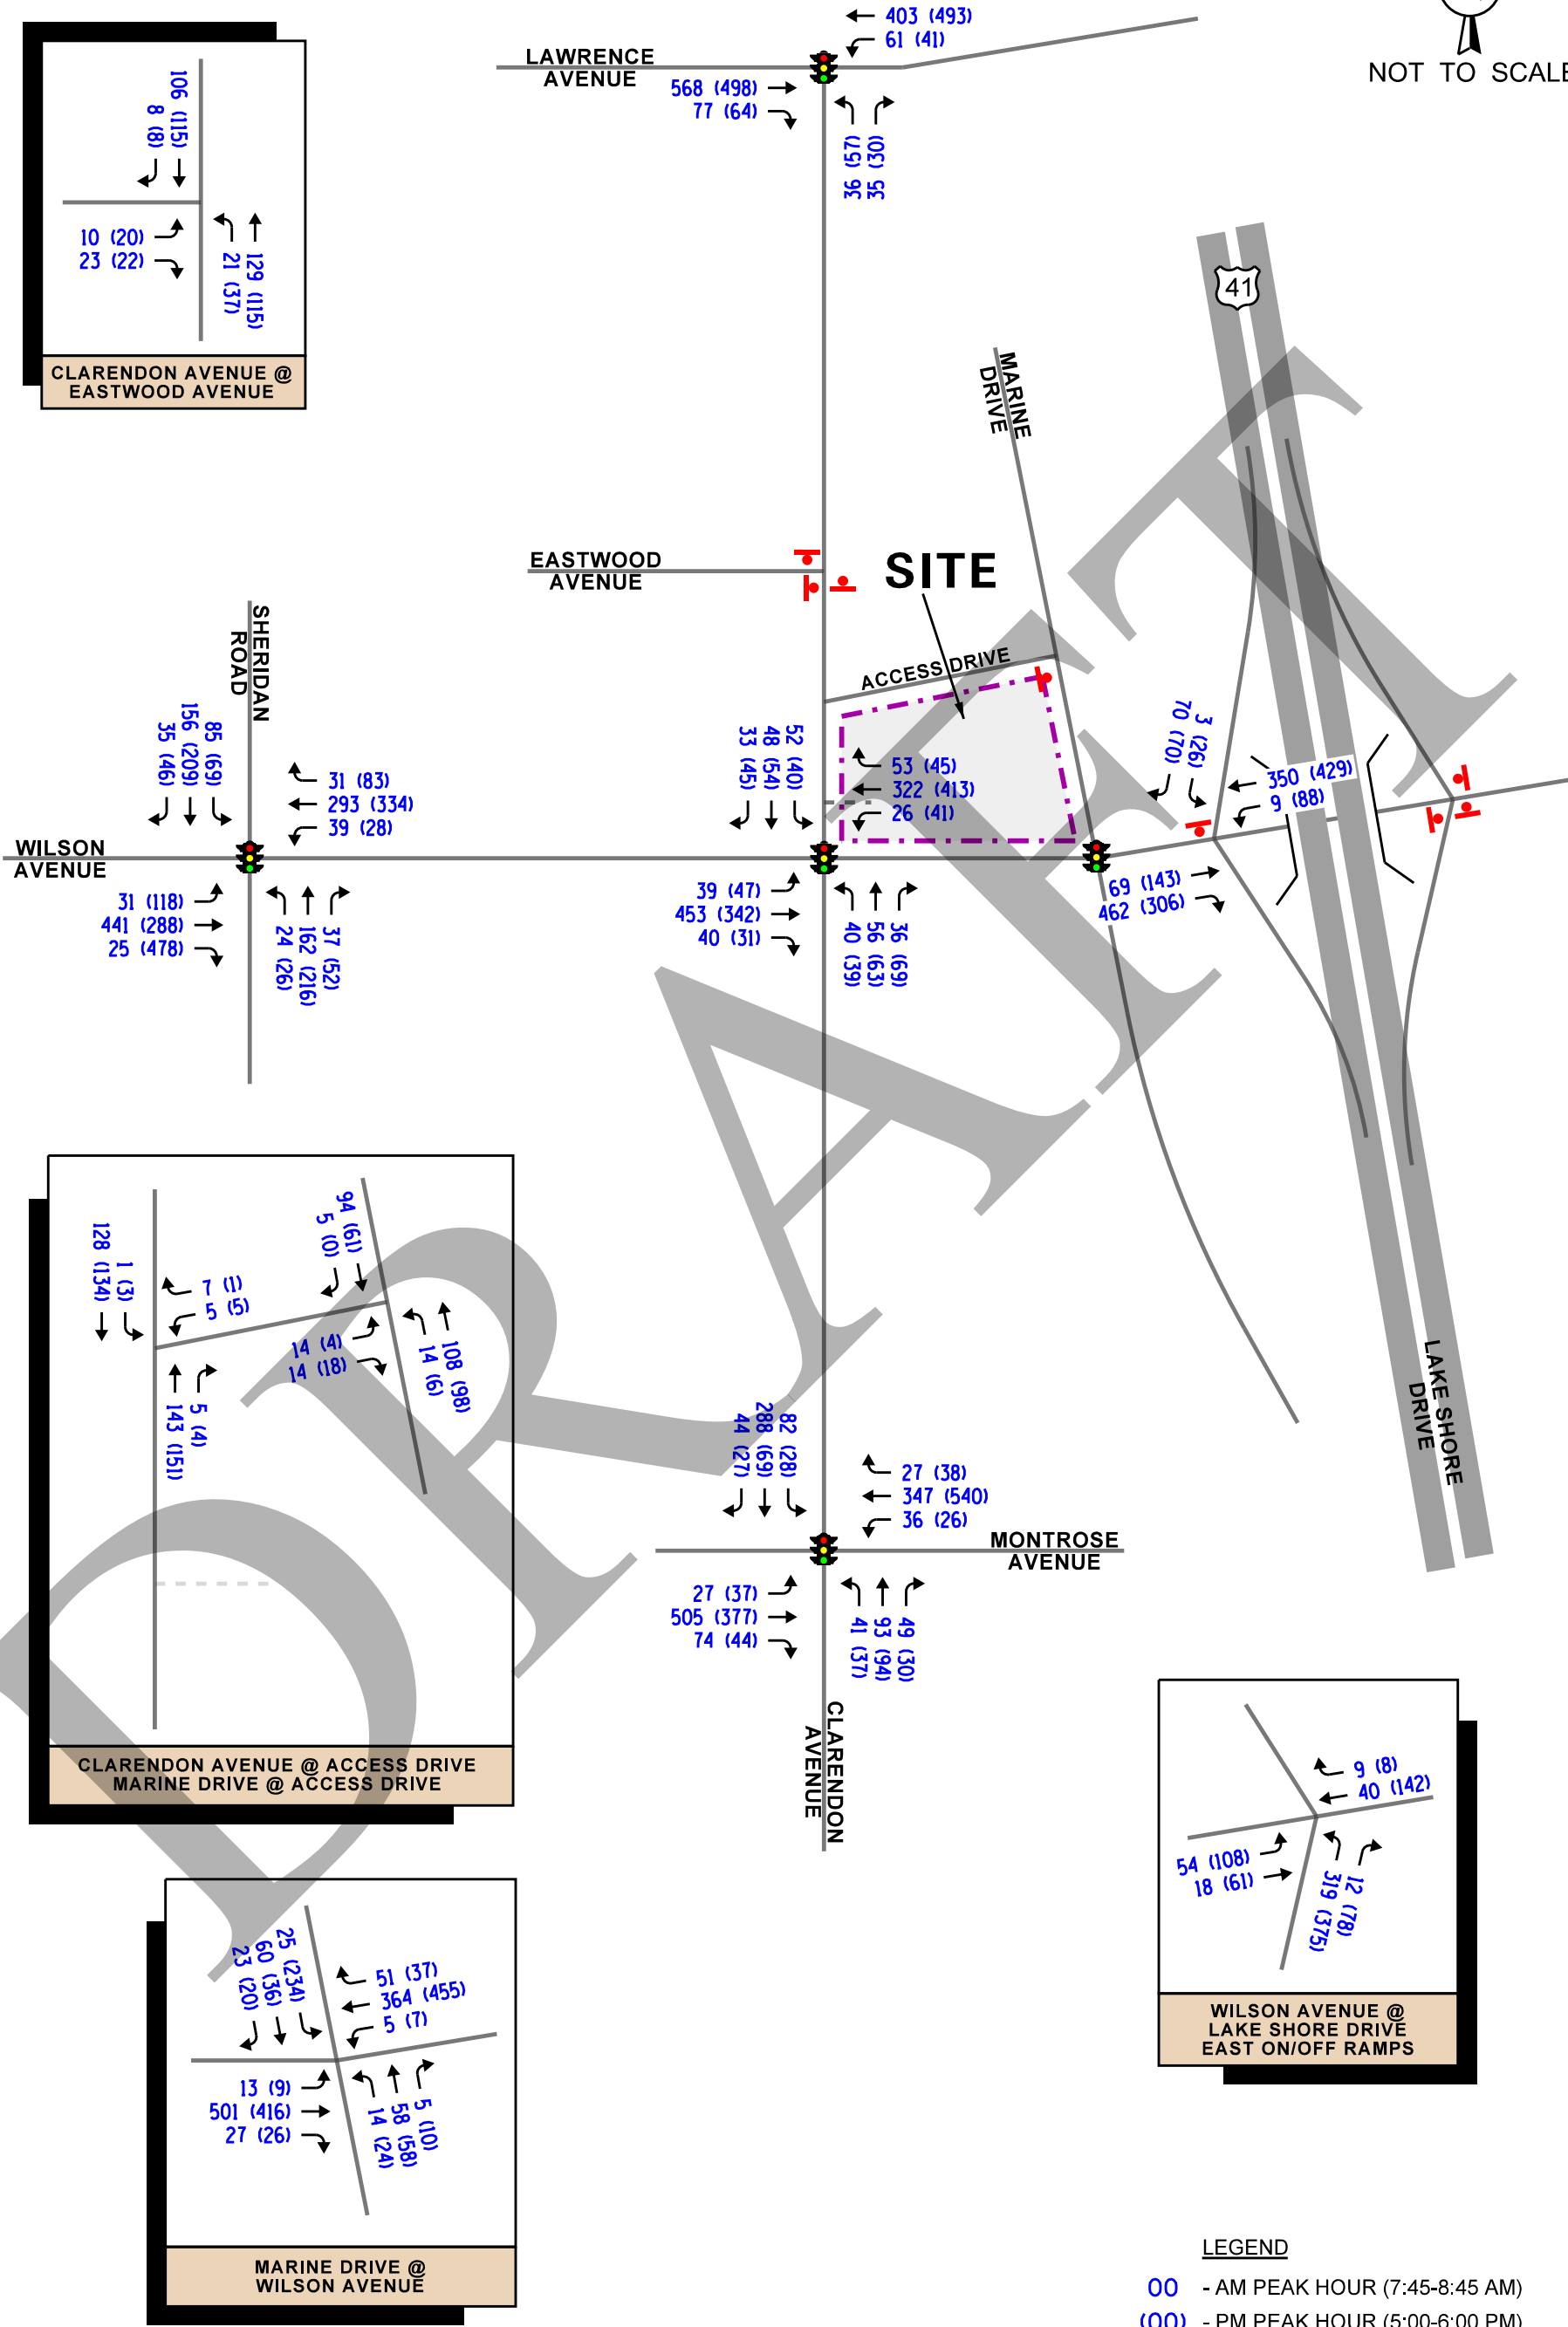 403 (493)
61 (41)
LAWRENCE
AVENUE
568 (498)
77 (64)
36 (57)
35 (30)
NOT TO SCALE
106 (115)
8 (8)
10 (20)
23 (22)
129 (115)
21 (37)
CLARENDON AVENUE @
EASTWOOD AVENUE
41
MARINE
DRIVE
EASTWOOD
AVENUE
SITE
ACCESS DRIVE
SHERIDAN
ROAD
85 (69)
156 (209)
35 (46)
31 (83)
293 (334)
39 (28)
WILSON
AVENUE
31 (118)
441 (288)
25 (478)
37 (52)
162 (216)
24 (26)
52 (40)
48 (54)
33 (45)
53 (45)
322 (413)
26 (41)
39 (47)
453 (342)
40 (31)
36 (69)
56 (63)
40 (39)
3 (26)
70 (70)
350 (429)
9 (88)
69 (143)
462 (306)
DRAFT
94 (61)
5 (0)
1 (3)
128 (134)
7 (1)
5 (5)
14 (4)
14 (18)
108 (98)
14 (6)
5 (4)
143 (151)
CLARENDON AVENUE @ ACCESS DRIVE
MARINE DRIVE @ ACCESS DRIVE
LAKE SHORE
DRIVE
82 (28)
288 (69)
44 (27)
27 (38)
347 (540)
36 (26)
MONTROSE
AVENUE
27 (37)
505 (377)
74 (44)
49 (30)
93 (94)
41 (37)
CLARENDON
AVENUE
9 (8)
40 (142)
54 (108)
18 (61)
12 (78)
319 (375)
WILSON AVENUE @
LAKE SHORE DRIVE
EAST ON/OFF RAMPS
25 (234)
60 (36)
23 (20)
51 (37)
364 (455)
5 (7)
13 (9)
501 (416)
27 (26)
5 (10)
58 (58)
14 (24)
MARINE DRIVE @
WILSON AVENUE
LEGEND
00 - AM PEAK HOUR (7:45-8:45 AM)
(00) - PM PEAK HOUR (5:00-6:00 PM)